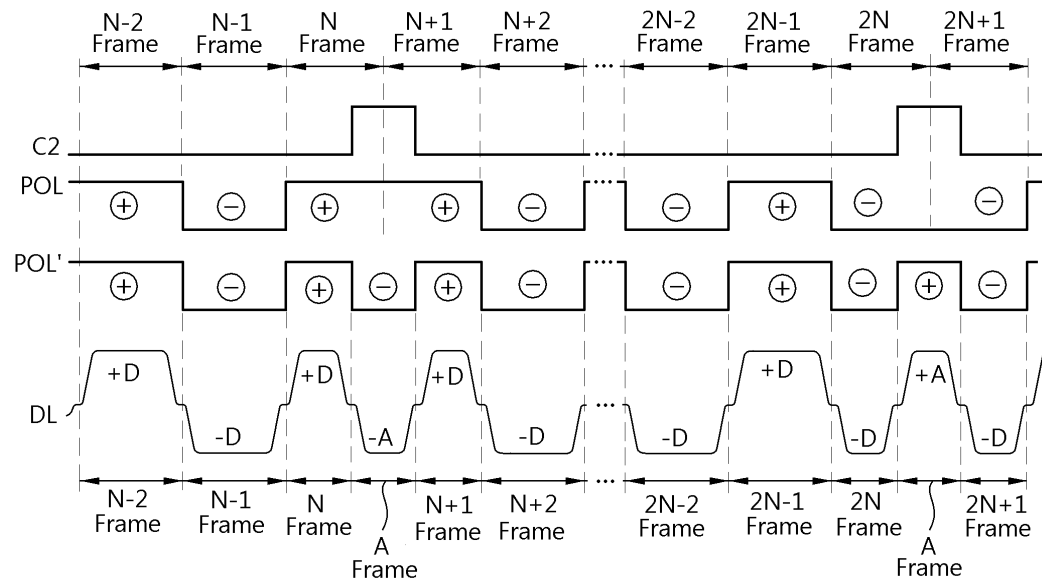 N-2 N-1 N N+1 N+2 2N-2 2N-1 2N 2N+1
Frame Frame Frame Frame Frame ... Frame Frame Frame Frame
C2 ...
POL + − + + − ... − + − −
POL' + − + − + − ... − + − + −
+D +D +D +D +A
DL ...
-D -A -D -D -D -D
N-2 N-1 N N+1 N+2 ... 2N-2 2N-1 2N 2N+1
Frame Frame Frame Frame Frame Frame Frame Frame Frame
A A
Frame Frame